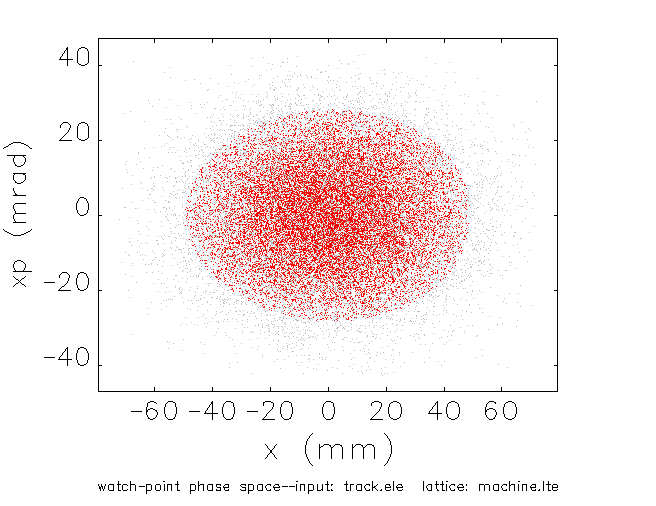 40
20
0
-20
-40
xp (mrad)
-60 -40 -20 0 20 40 60
x (mm)
watch-point phase space--input: track.ele lattice: machine.lte